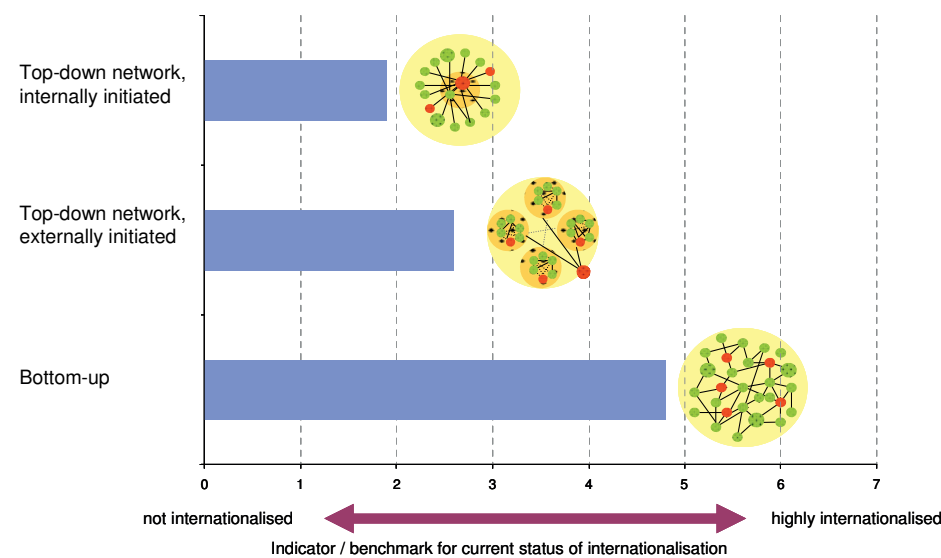 Top-down network,
internally initiated
Top-down network,
externally initiated
Bottom-up
0 1 2 3 4 5 6 7
not internationalised highly internationalised
Indicator / benchmark for current status of internationalisation